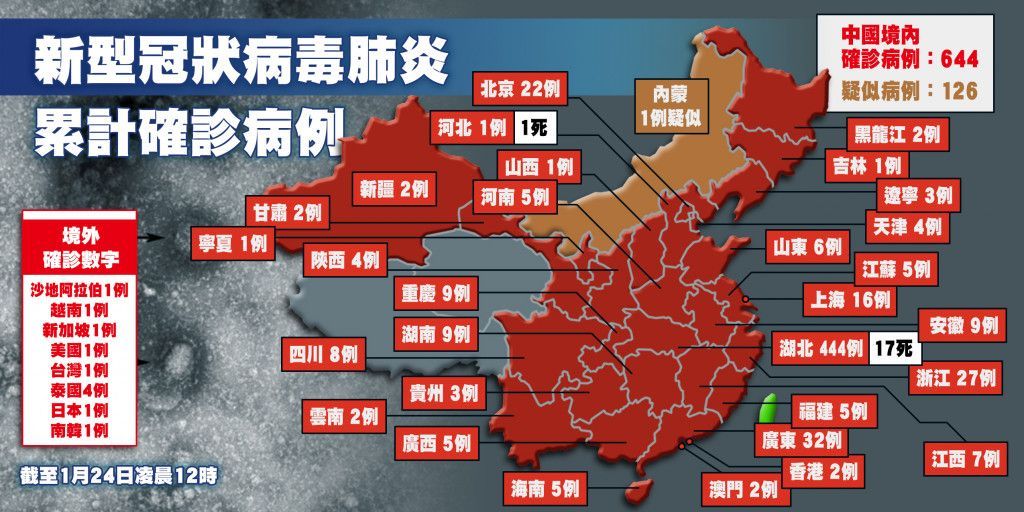 新型冠狀病毒肺炎
累計確診病例
中國境內
確診病例：644
疑似病例：126
北京 22例
內蒙
1例疑似
河北 1例 1死
黑龍江 2例
山西 1例
吉林 1例
新疆 2例
河南 5例
遼寧 3例
甘肅 2例
天津 4例
寧夏 1例
山東 6例
陝西 4例
江蘇 5例
重慶 9例
上海 16例
湖南 9例
安徽 9例
四川 8例
湖北 444例 17死
浙江 27例
貴州 3例
雲南 2例
福建 5例
廣西 5例
廣東 32例
江西 7例
香港 2例
海南 5例
澳門 2例
境外
確診數字
沙地阿拉伯1例
越南1例
新加坡1例
美國1例
台灣1例
泰國4例
日本1例
南韓1例
截至1月24日凌晨12時